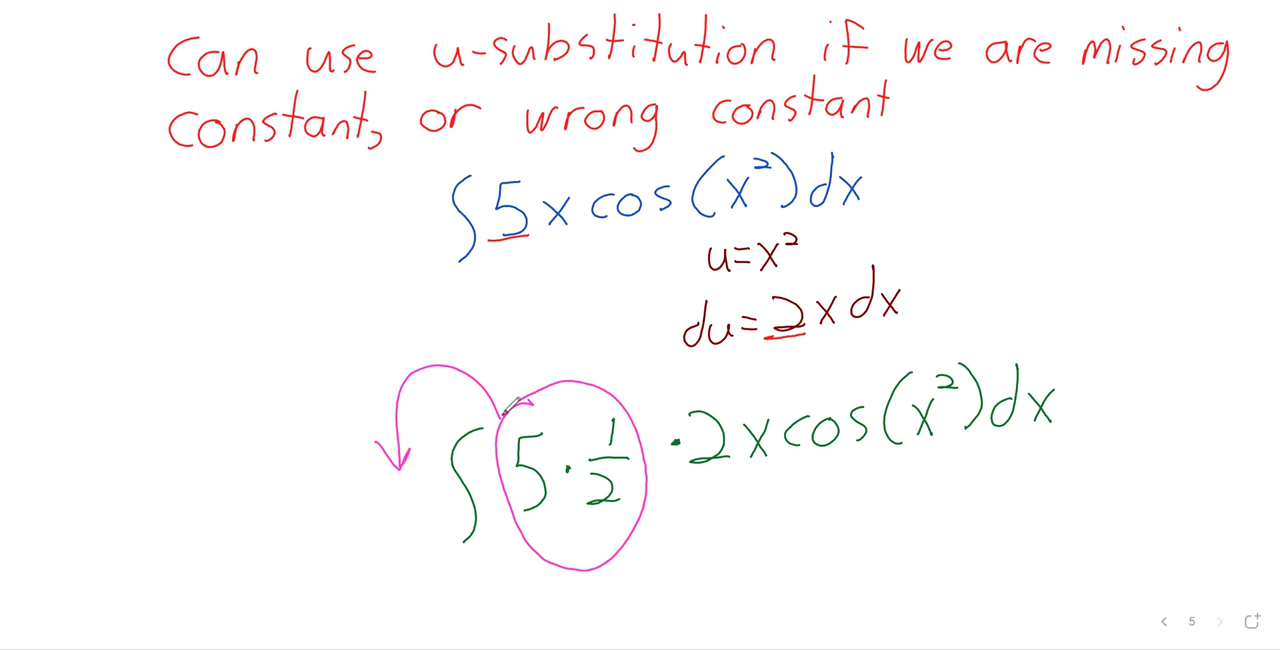 Can use u-substitution if we are missing
constant, or wrong constant
∫ 5x cos(x²)dx
u=x²
du=2x dx
∫ 5·1/2 ·2x cos(x²)dx
5